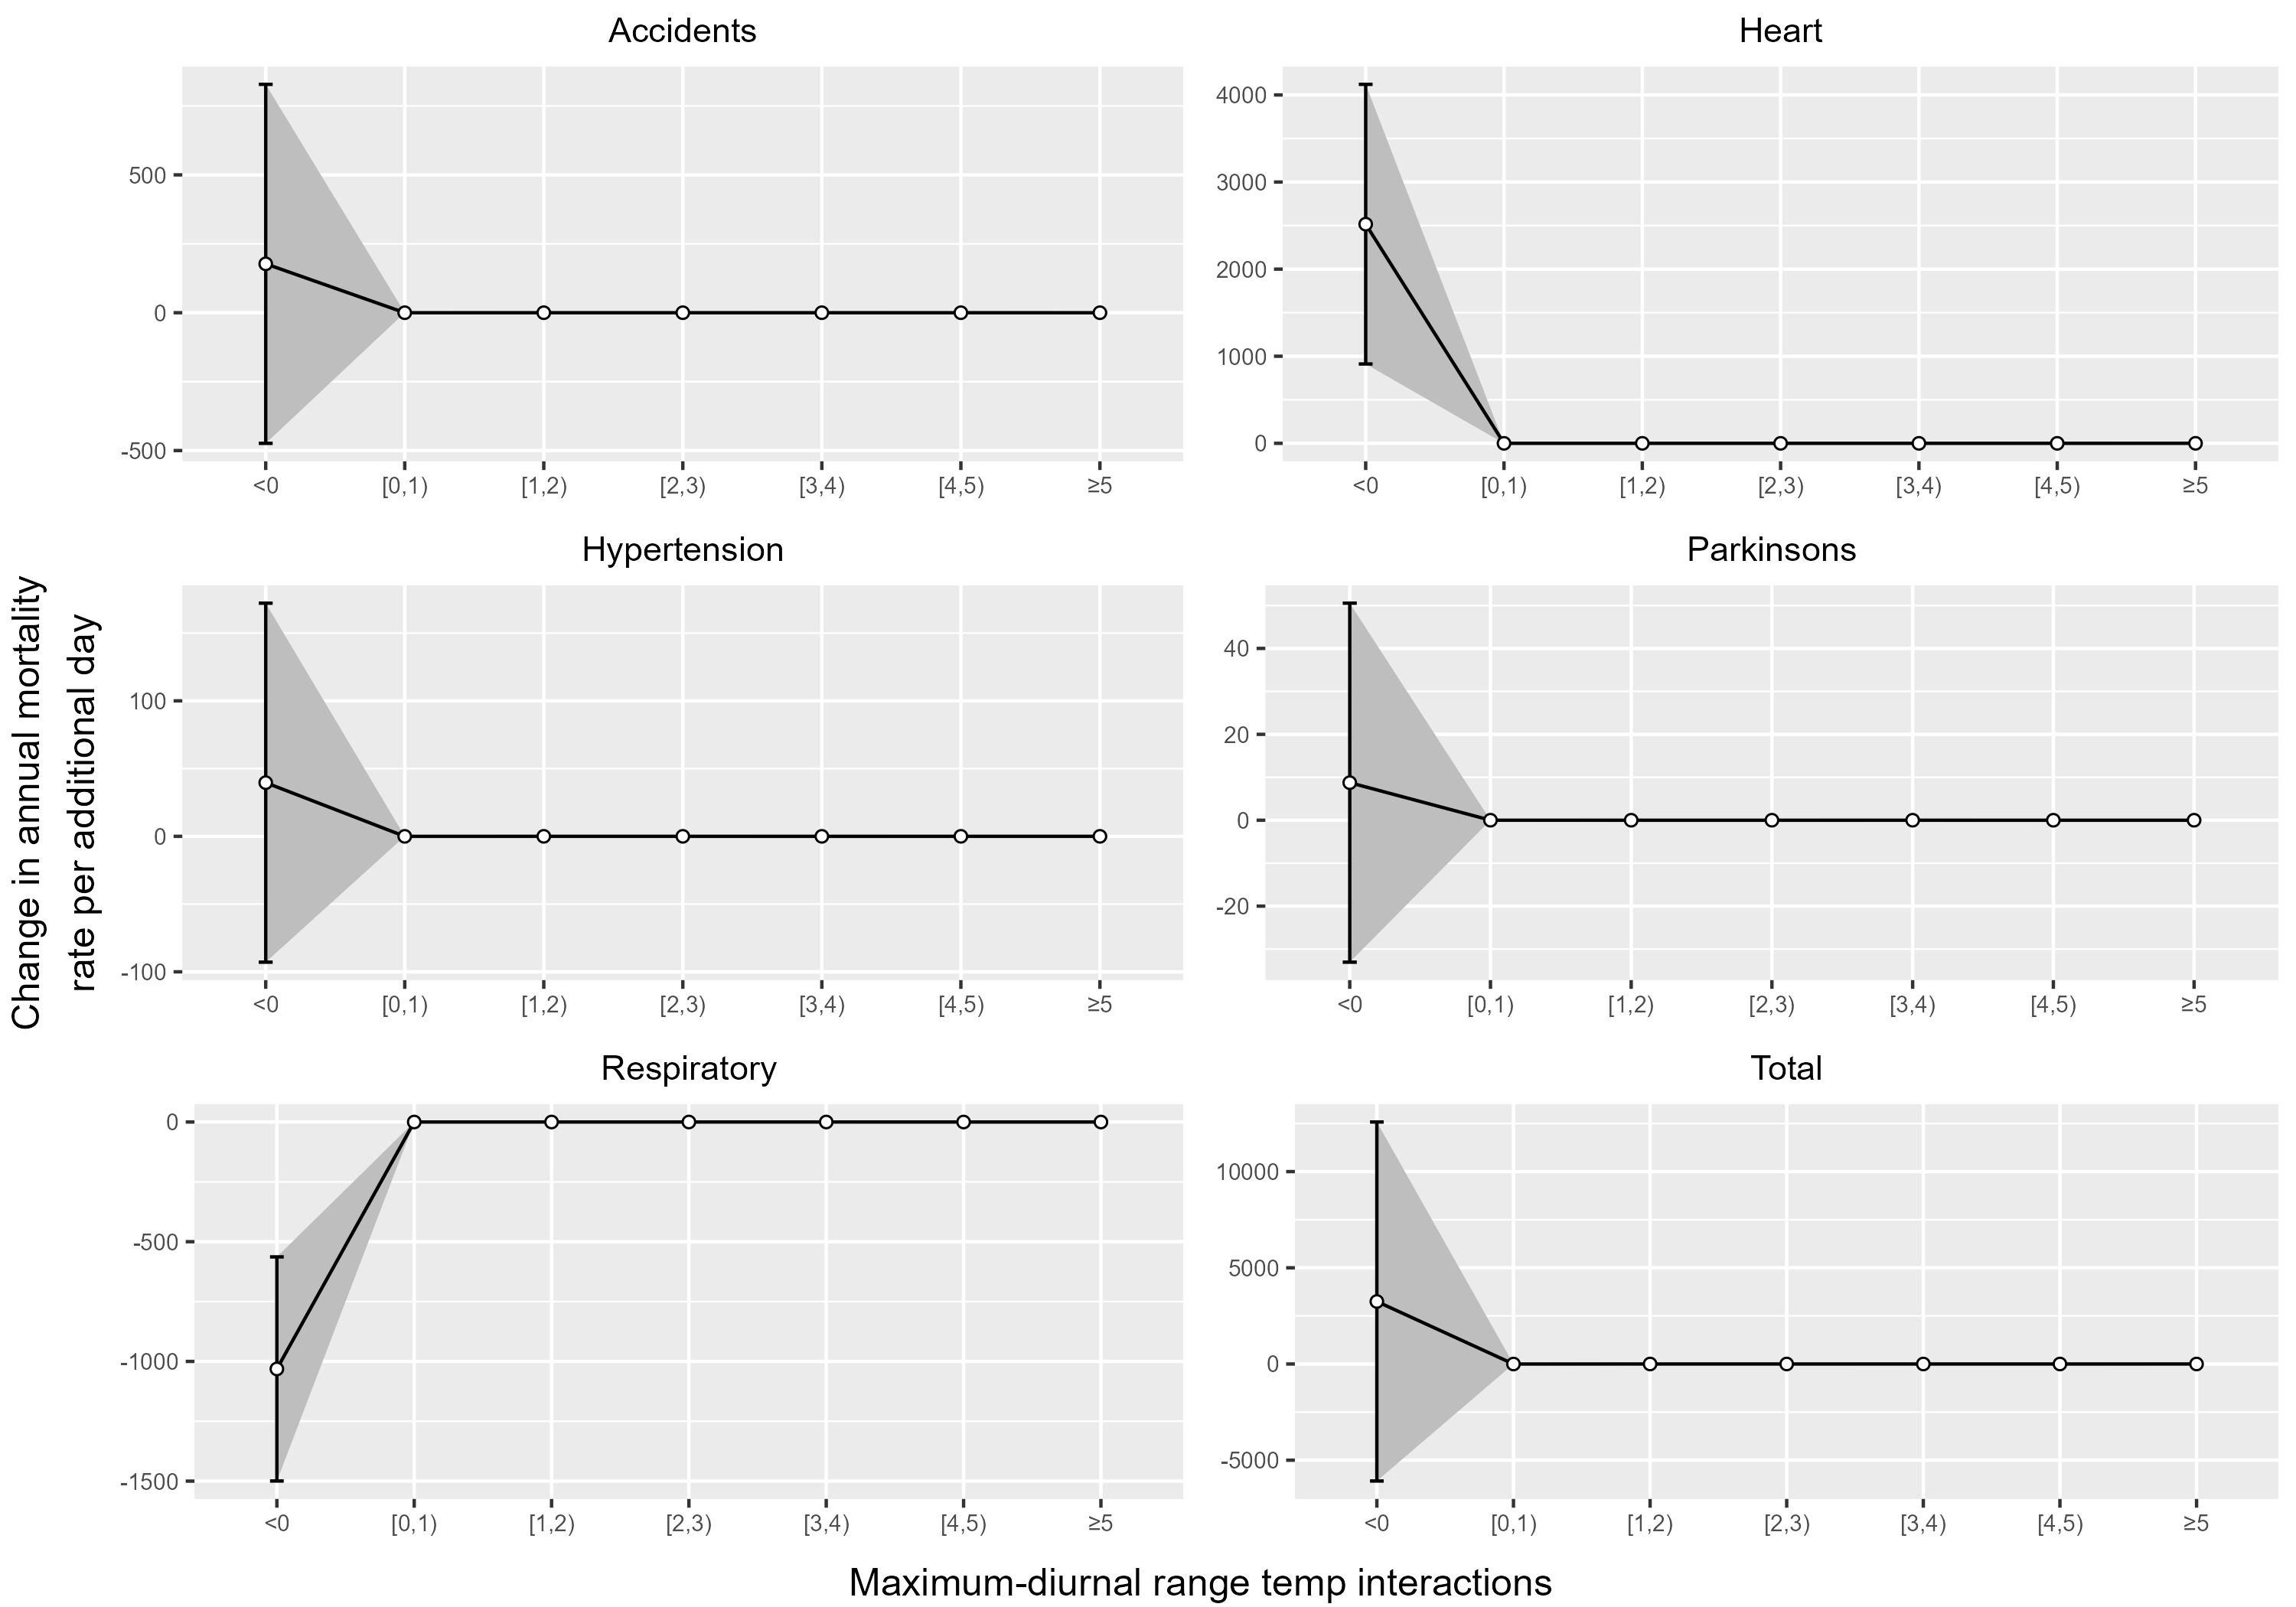 Accidents
500
0
-500
<0 [0,1) [1,2) [2,3) [3,4) [4,5) ≥5
Heart
4000
3000
2000
1000
0
<0 [0,1) [1,2) [2,3) [3,4) [4,5) ≥5
Hypertension
100
0
-100
<0 [0,1) [1,2) [2,3) [3,4) [4,5) ≥5
Parkinsons
40
20
0
-20
<0 [0,1) [1,2) [2,3) [3,4) [4,5) ≥5
Respiratory
0
-500
-1000
-1500
<0 [0,1) [1,2) [2,3) [3,4) [4,5) ≥5
Total
10000
5000
0
-5000
<0 [0,1) [1,2) [2,3) [3,4) [4,5) ≥5
Change in annual mortality
rate per additional day
Maximum-diurnal range temp interactions